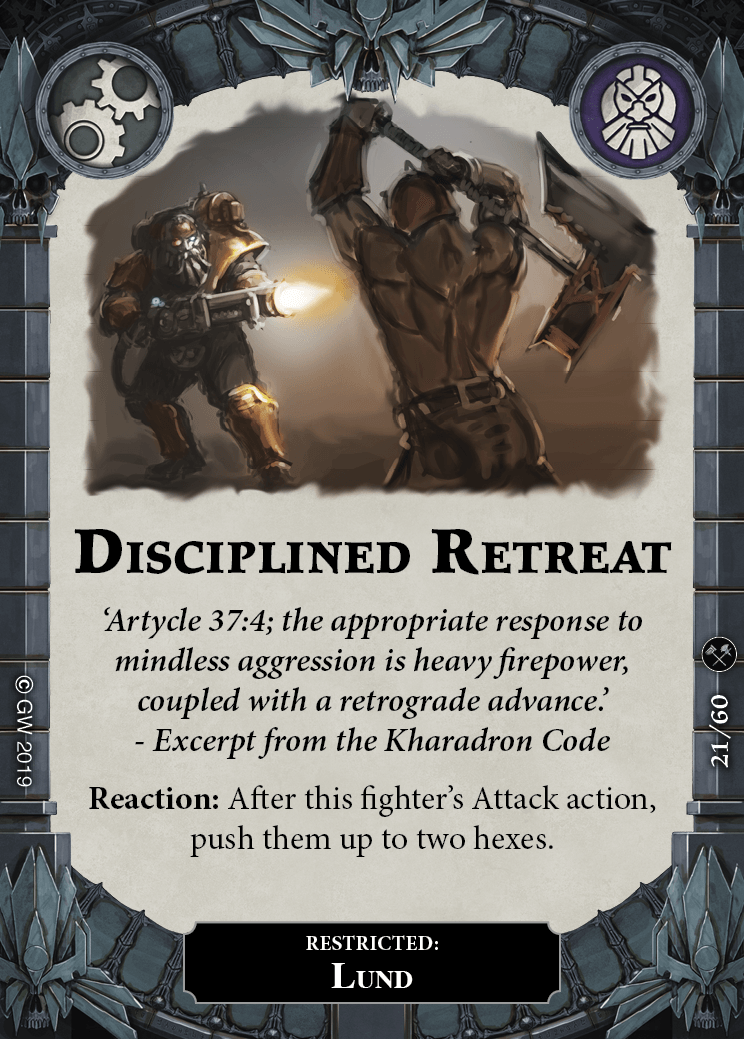 Disciplined Retreat
‘Artycle 37:4; the appropriate response to
mindless aggression is heavy firepower,
coupled with a retrograde advance.’
- Excerpt from the Kharadron Code
Reaction: After this fighter’s Attack action,
push them up to two hexes.
RESTRICTED:
Lund
© GW 2019
21/60